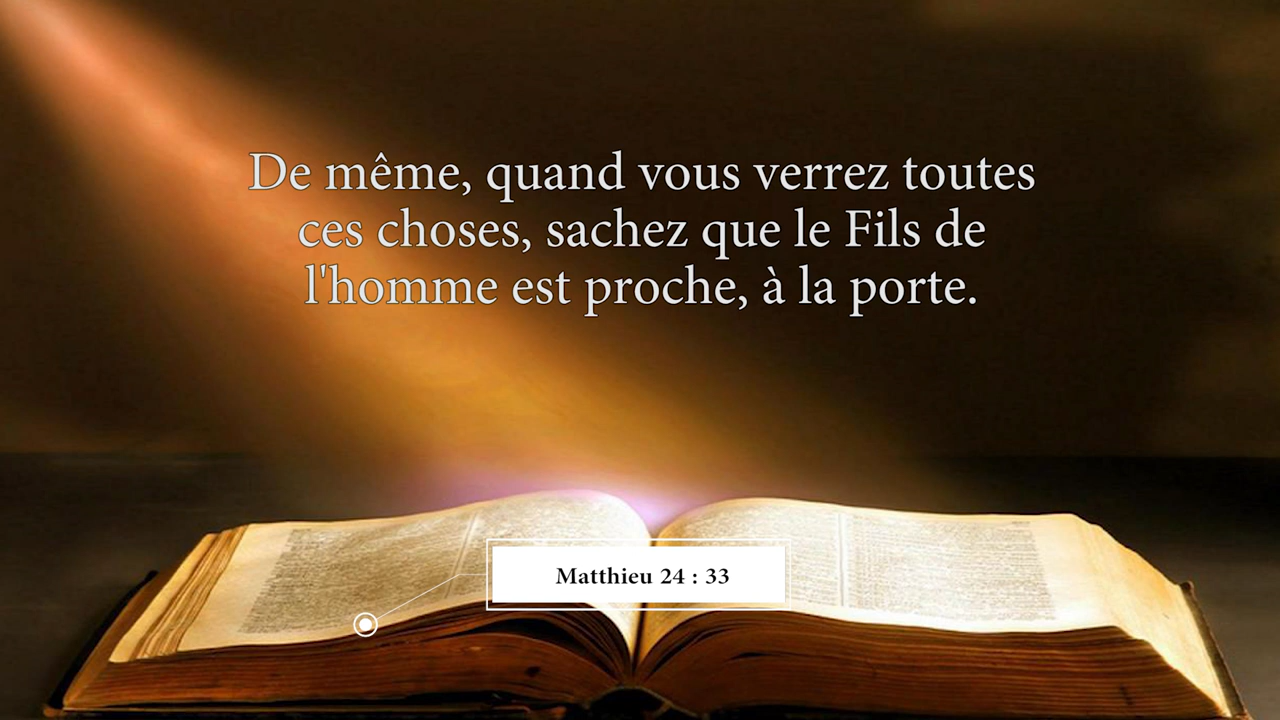 De même, quand vous verrez toutes
ces choses, sachez que le Fils de
l'homme est proche, à la porte.
Matthieu 24 : 33